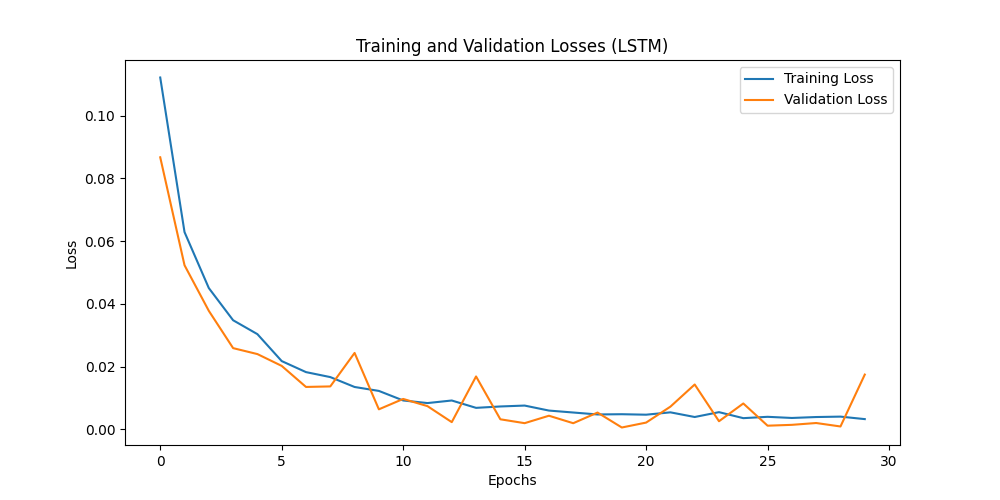 Training and Validation Losses (LSTM)
Training Loss
Validation Loss
0.10
0.08
0.06
0.04
0.02
0.00
Loss
0 5 10 15 20 25 30
Epochs